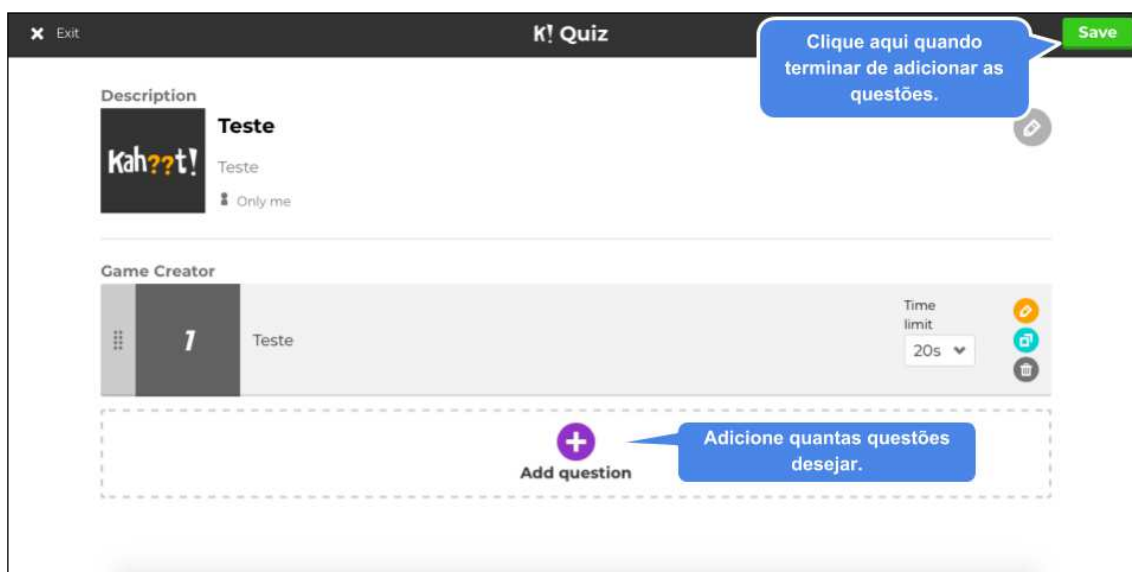 Exit
K! Quiz
Save
Clique aqui quando
terminar de adicionar as
questões.
Description
Kah??t!
Teste
Teste
Only me
Game Creator
1
Teste
Time
limit
20s
Add question
Adicione quantas questões
desejar.